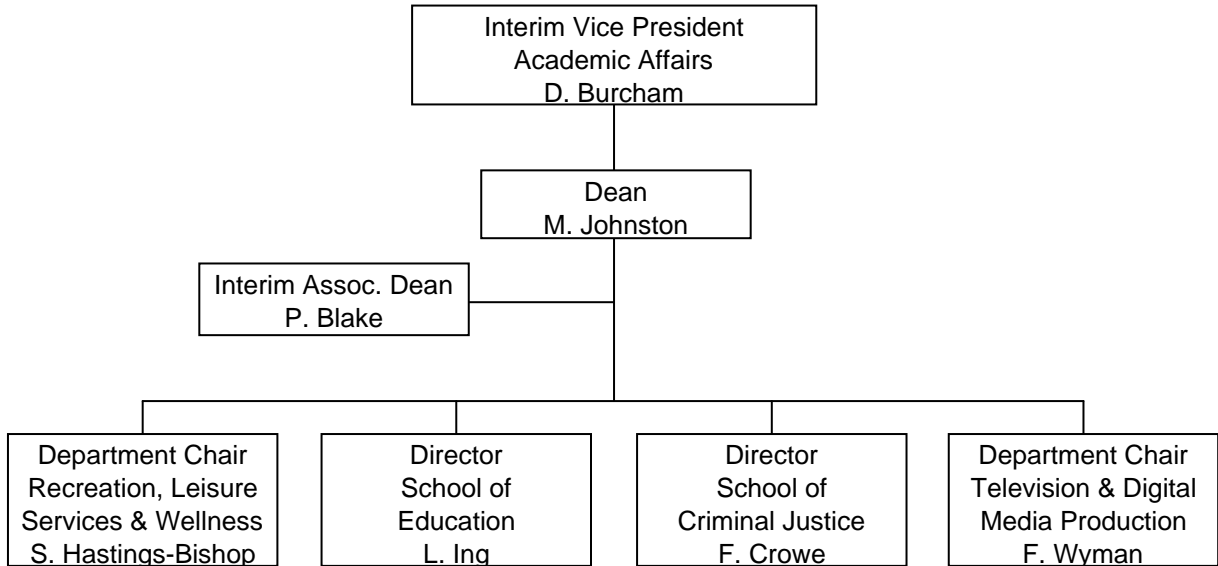 Interim Vice President
Academic Affairs
D. Burcham
Dean
M. Johnston
Interim Assoc. Dean
P. Blake
Department Chair
Recreation, Leisure
Services & Wellness
S. Hastings-Bishop
Director
School of
Education
L. Ing
Director
School of
Criminal Justice
F. Crowe
Department Chair
Television & Digital
Media Production
F. Wyman